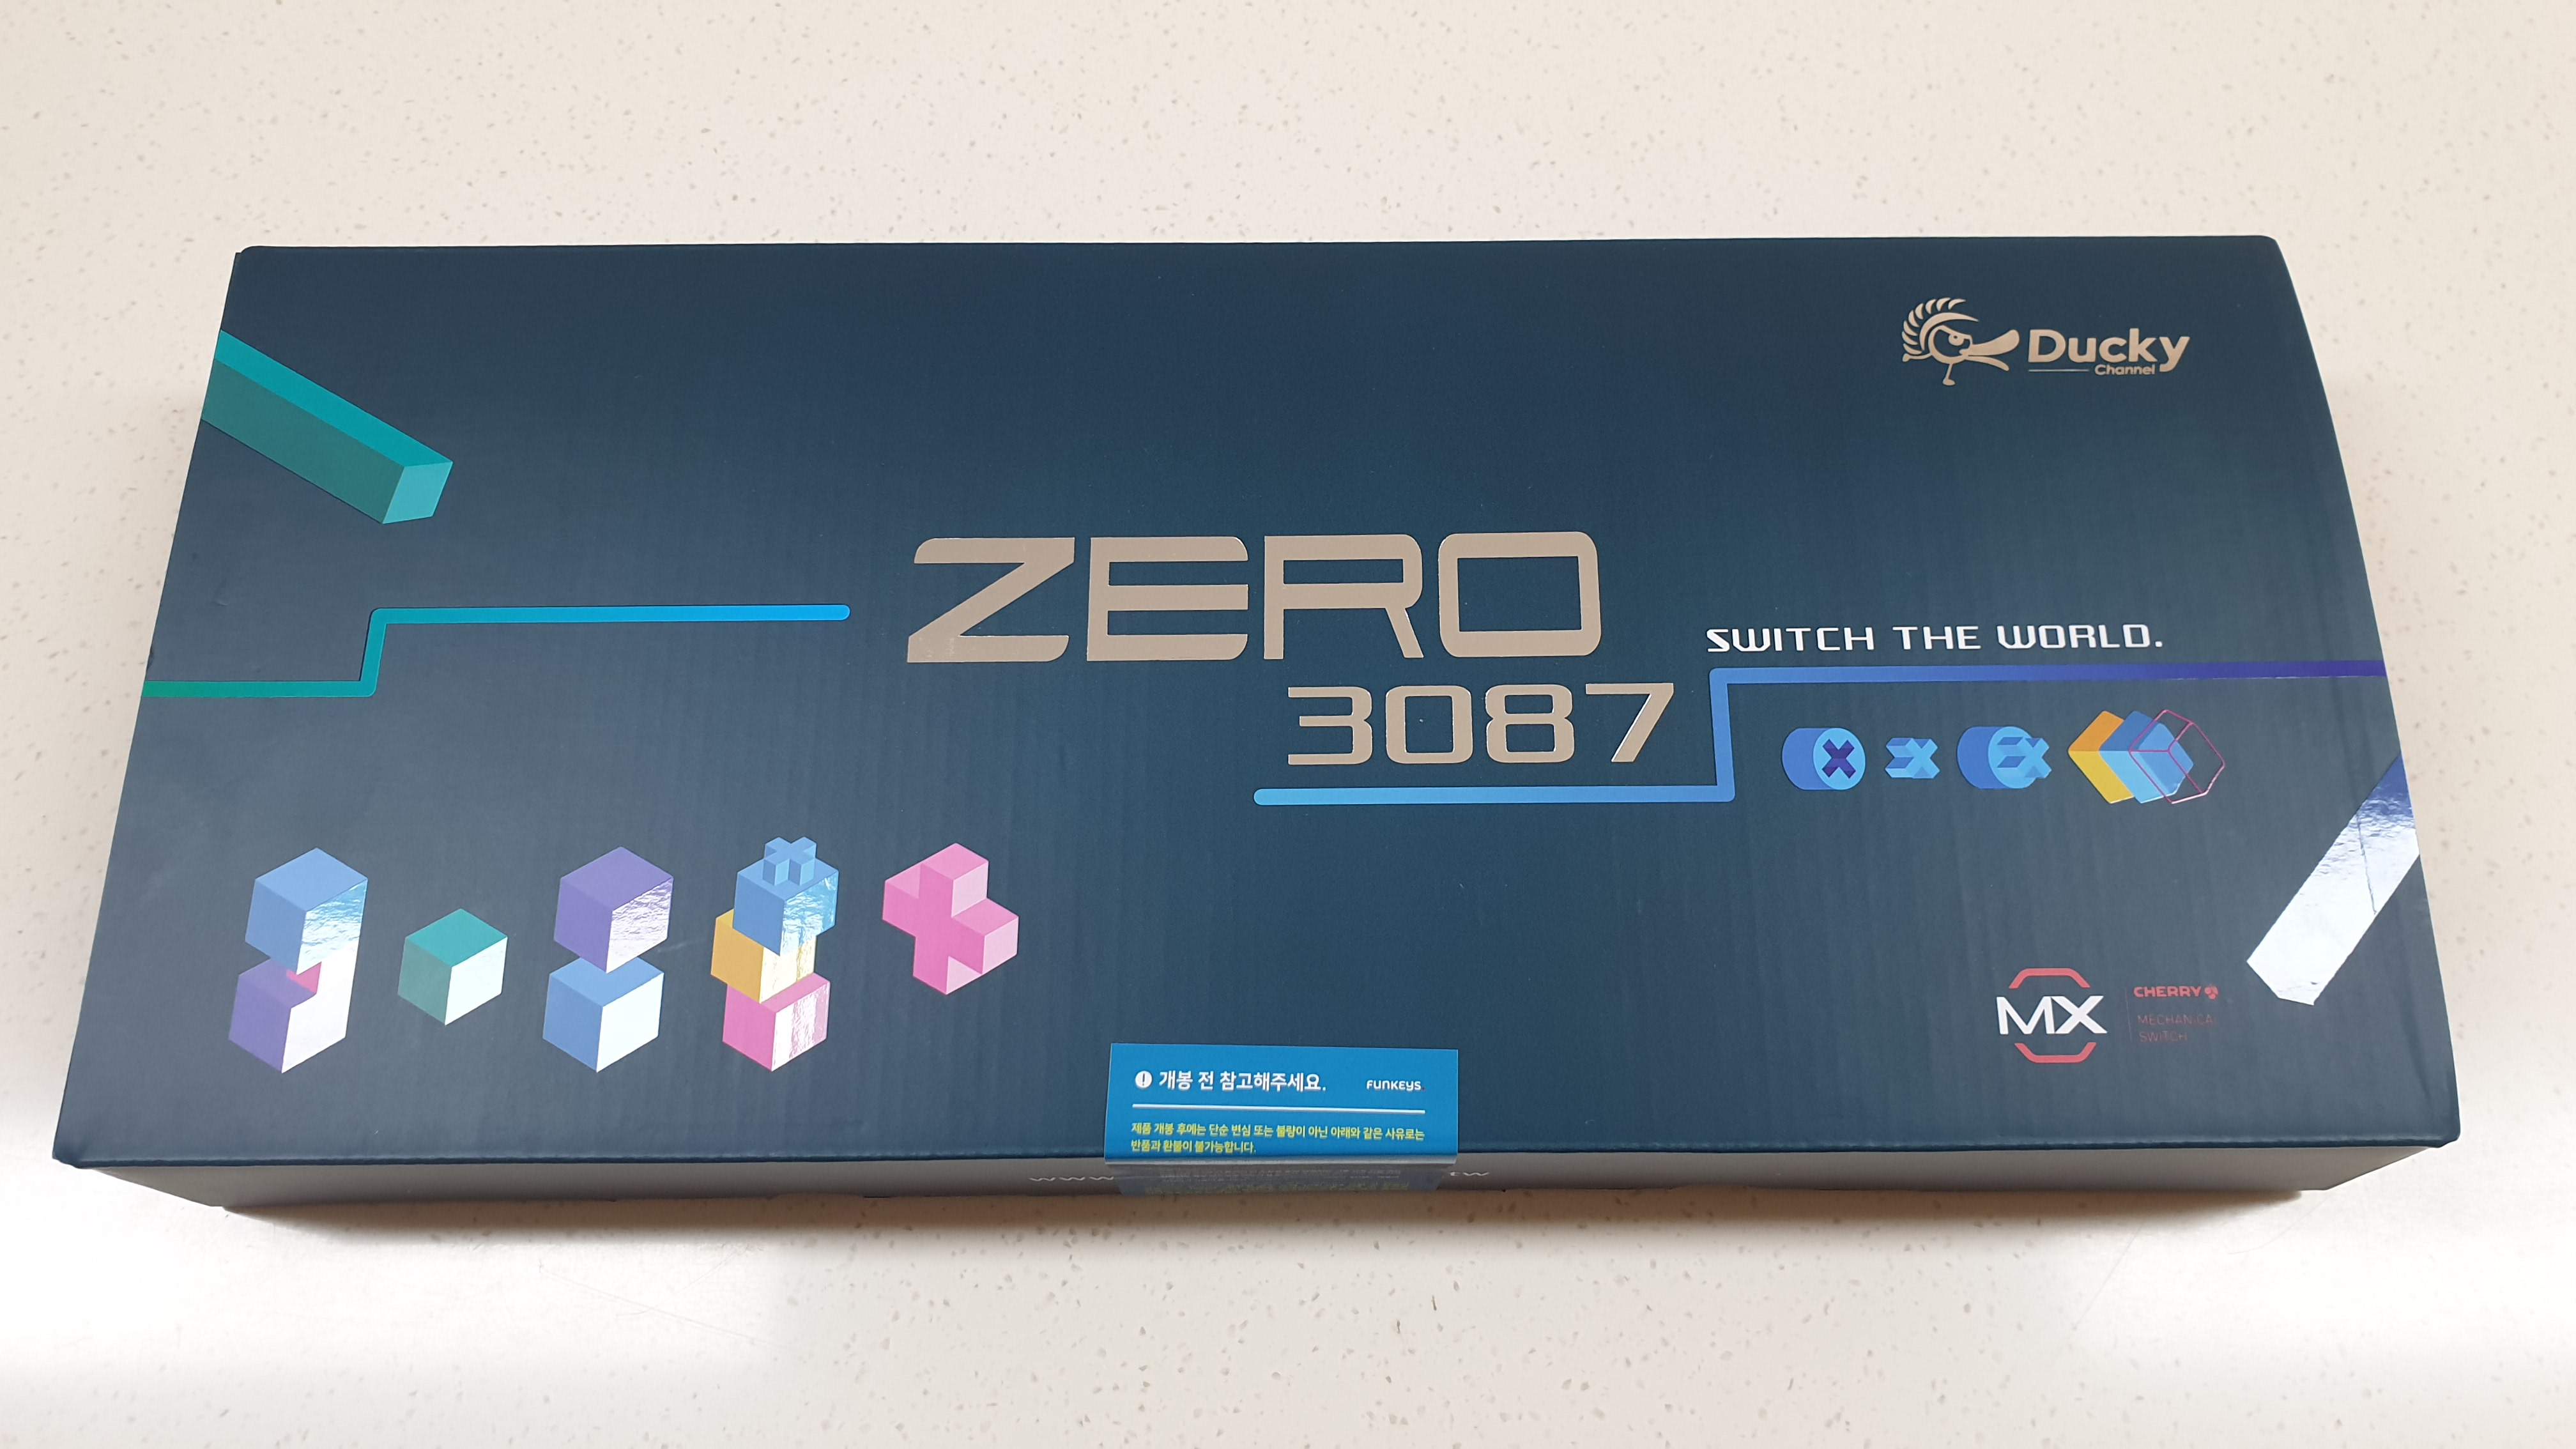 Ducky
Channel
ZERO
3087
SWITCH THE WORLD.
MX
CHERRY
MECHANICAL
SWITCH
개봉 전 참고해주세요.
FUNKEYS
제품 개봉 후에는 단순 변심 또는 불량이 아닌 아래와 같은 사유로는
반품과 환불이 불가능합니다.
www
tw